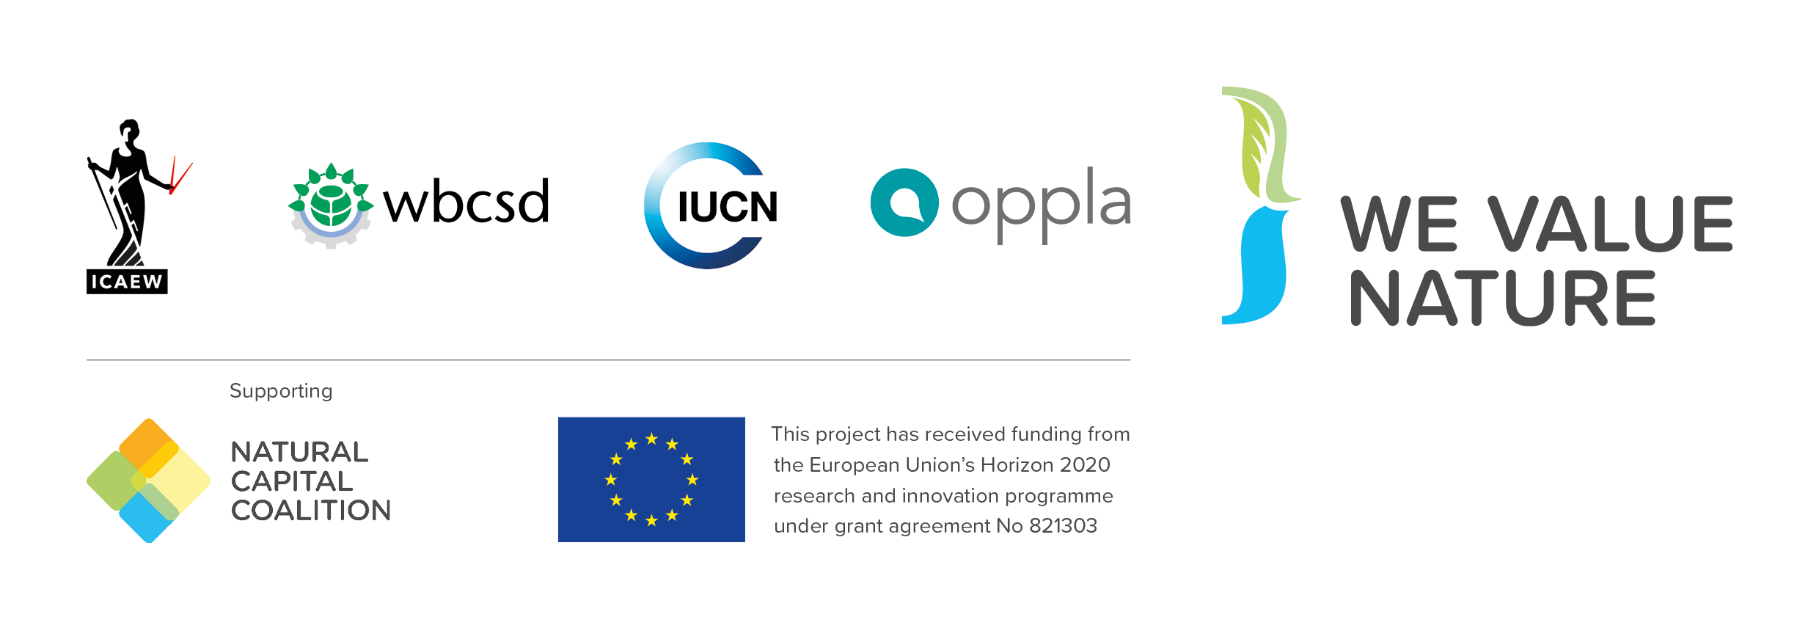 ICAEW
wbcsd
IUCN
oppla
WE VALUE
NATURE
Supporting
NATURAL
CAPITAL
COALITION
This project has received funding from
the European Union's Horizon 2020
research and innovation programme
under grant agreement No 821303